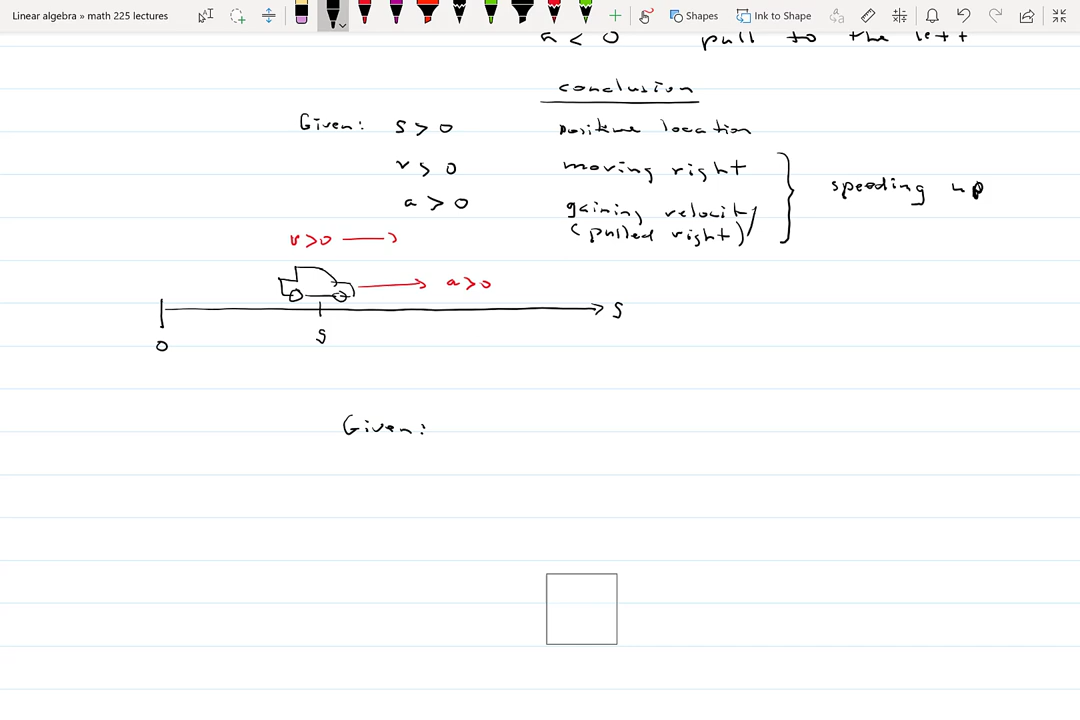 Linear algebra » math 225 lectures
Shapes
Ink to Shape
a < 0 pull to the left
conclusion
Given: s > 0 positive location
v > 0 moving right
speeding up
a > 0 gaining velocity
(pulled right)
v>0
a>0
s
0
s
Given: